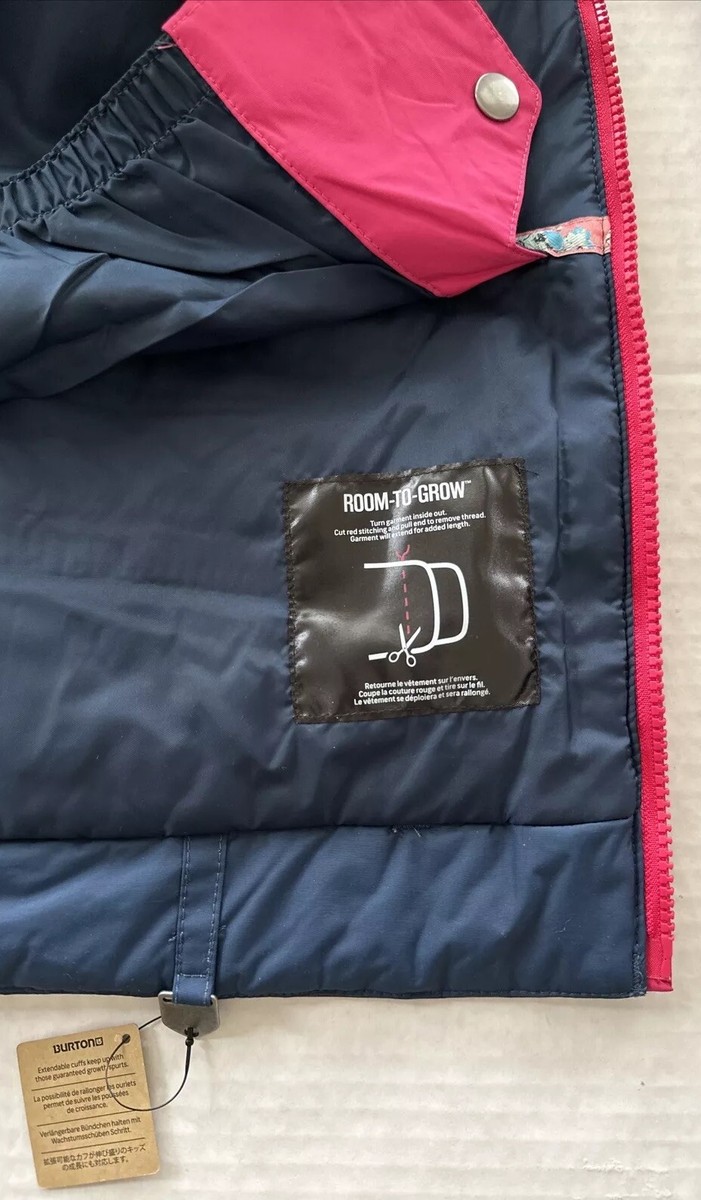 ROOM-TO-GROW™
Turn garment inside out.
Cut red stitching and pull end to remove thread.
Garment will extend for added length.
Retourne le vêtement sur l'envers.
Coupe la couture rouge et tire sur le fil.
Le vêtement se déploiera et sera rallongé.
BURTON
Extendable cuffs keep up with
those guaranteed growth spurts.
La possibilité de rallonger les ourlets
permet de suivre les poussées
de croissance.
Verlängerbare Bündchen halten mit
Wachstumsschüben Schritt.
拡張可能なカフが伸び盛りのキッズ
の成長にも対応します。